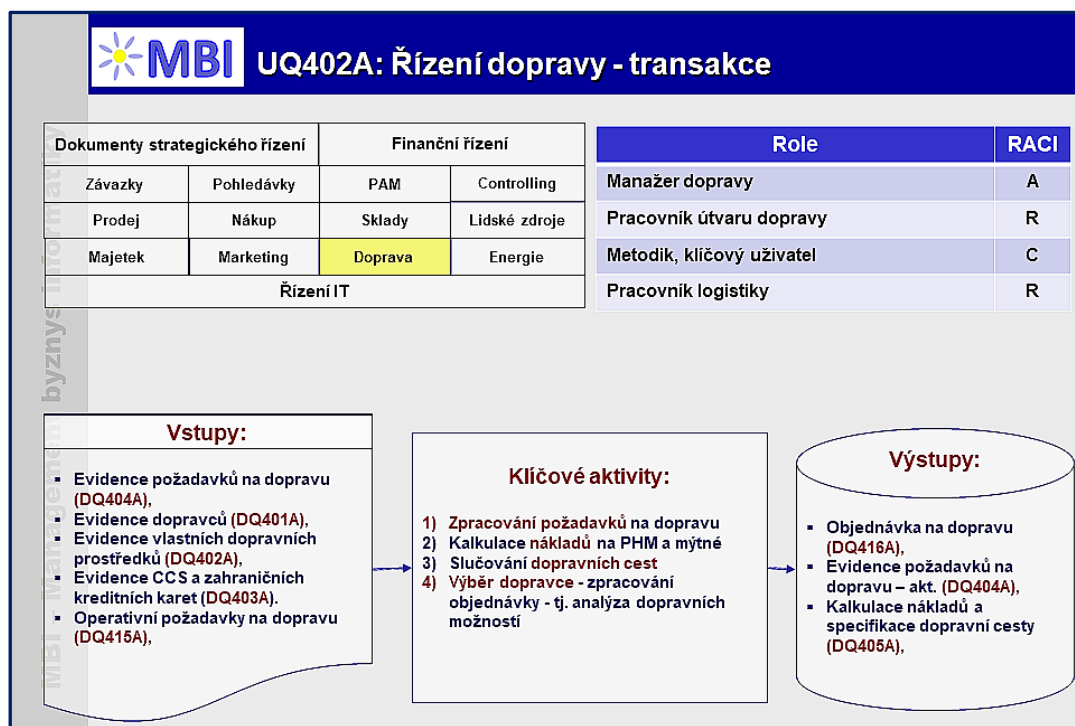 MBI
UQ402A: Řízení dopravy - transakce
MBI - Management byznys informatiky
Dokumenty strategického řízení
Finanční řízení
Závazky
Pohledávky
PAM
Controlling
Prodej
Nákup
Sklady
Lidské zdroje
Majetek
Marketing
Doprava
Energie
Řízení IT
Role
RACI
Manažer dopravy
A
Pracovník útvaru dopravy
R
Metodik, klíčový uživatel
C
Pracovník logistiky
R
Vstupy:
▪ Evidence požadavků na dopravu
(DQ404A),
▪ Evidence dopravců (DQ401A),
▪ Evidence vlastních dopravních
prostředků (DQ402A),
▪ Evidence CCS a zahraničních
kreditních karet (DQ403A).
▪ Operativní požadavky na dopravu
(DQ415A),
Klíčové aktivity:
1) Zpracování požadavků na dopravu
2) Kalkulace nákladů na PHM a mýtné
3) Slučování dopravních cest
4) Výběr dopravce - zpracování
objednávky - tj. analýza dopravních
možností
Výstupy:
▪ Objednávka na dopravu
(DQ416A),
▪ Evidence požadavků na
dopravu – akt. (DQ404A),
▪ Kalkulace nákladů a
specifikace dopravní cesty
(DQ405A),